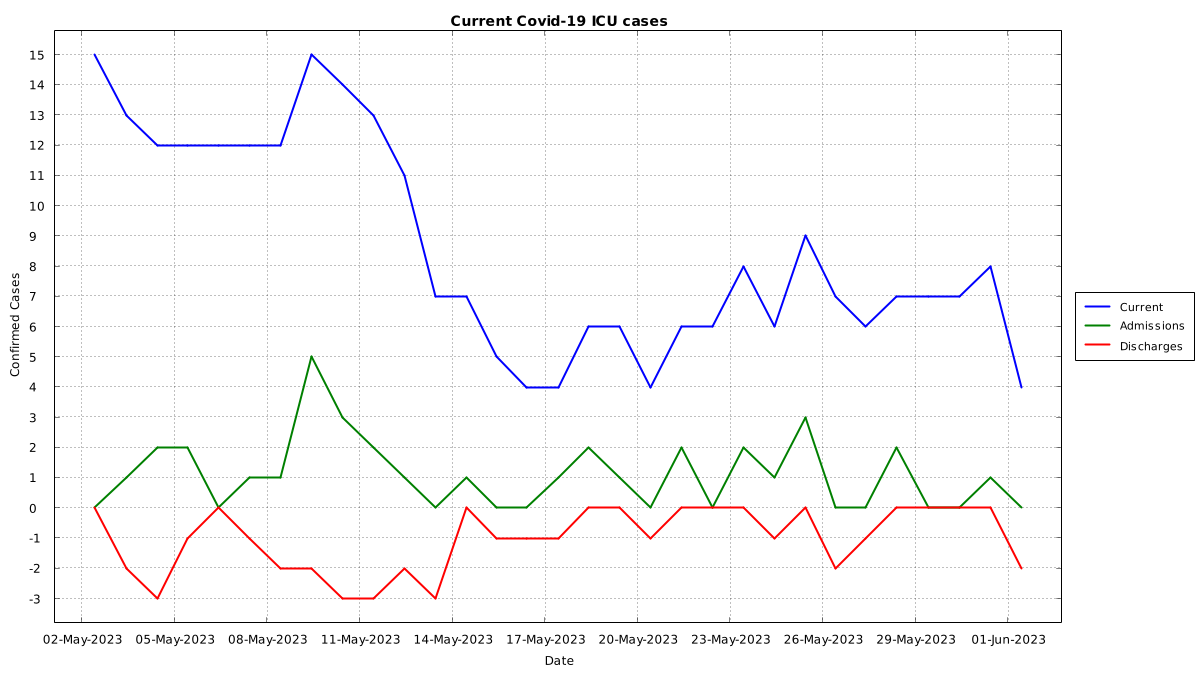 Current Covid-19 ICU cases
15
14
13
12
11
10
9
8
7
6
5
4
3
2
1
0
-1
-2
-3
Confirmed Cases
02-May-2023 05-May-2023 08-May-2023 11-May-2023 14-May-2023 17-May-2023 20-May-2023 23-May-2023 26-May-2023 29-May-2023 01-Jun-2023
Date
Current
Admissions
Discharges